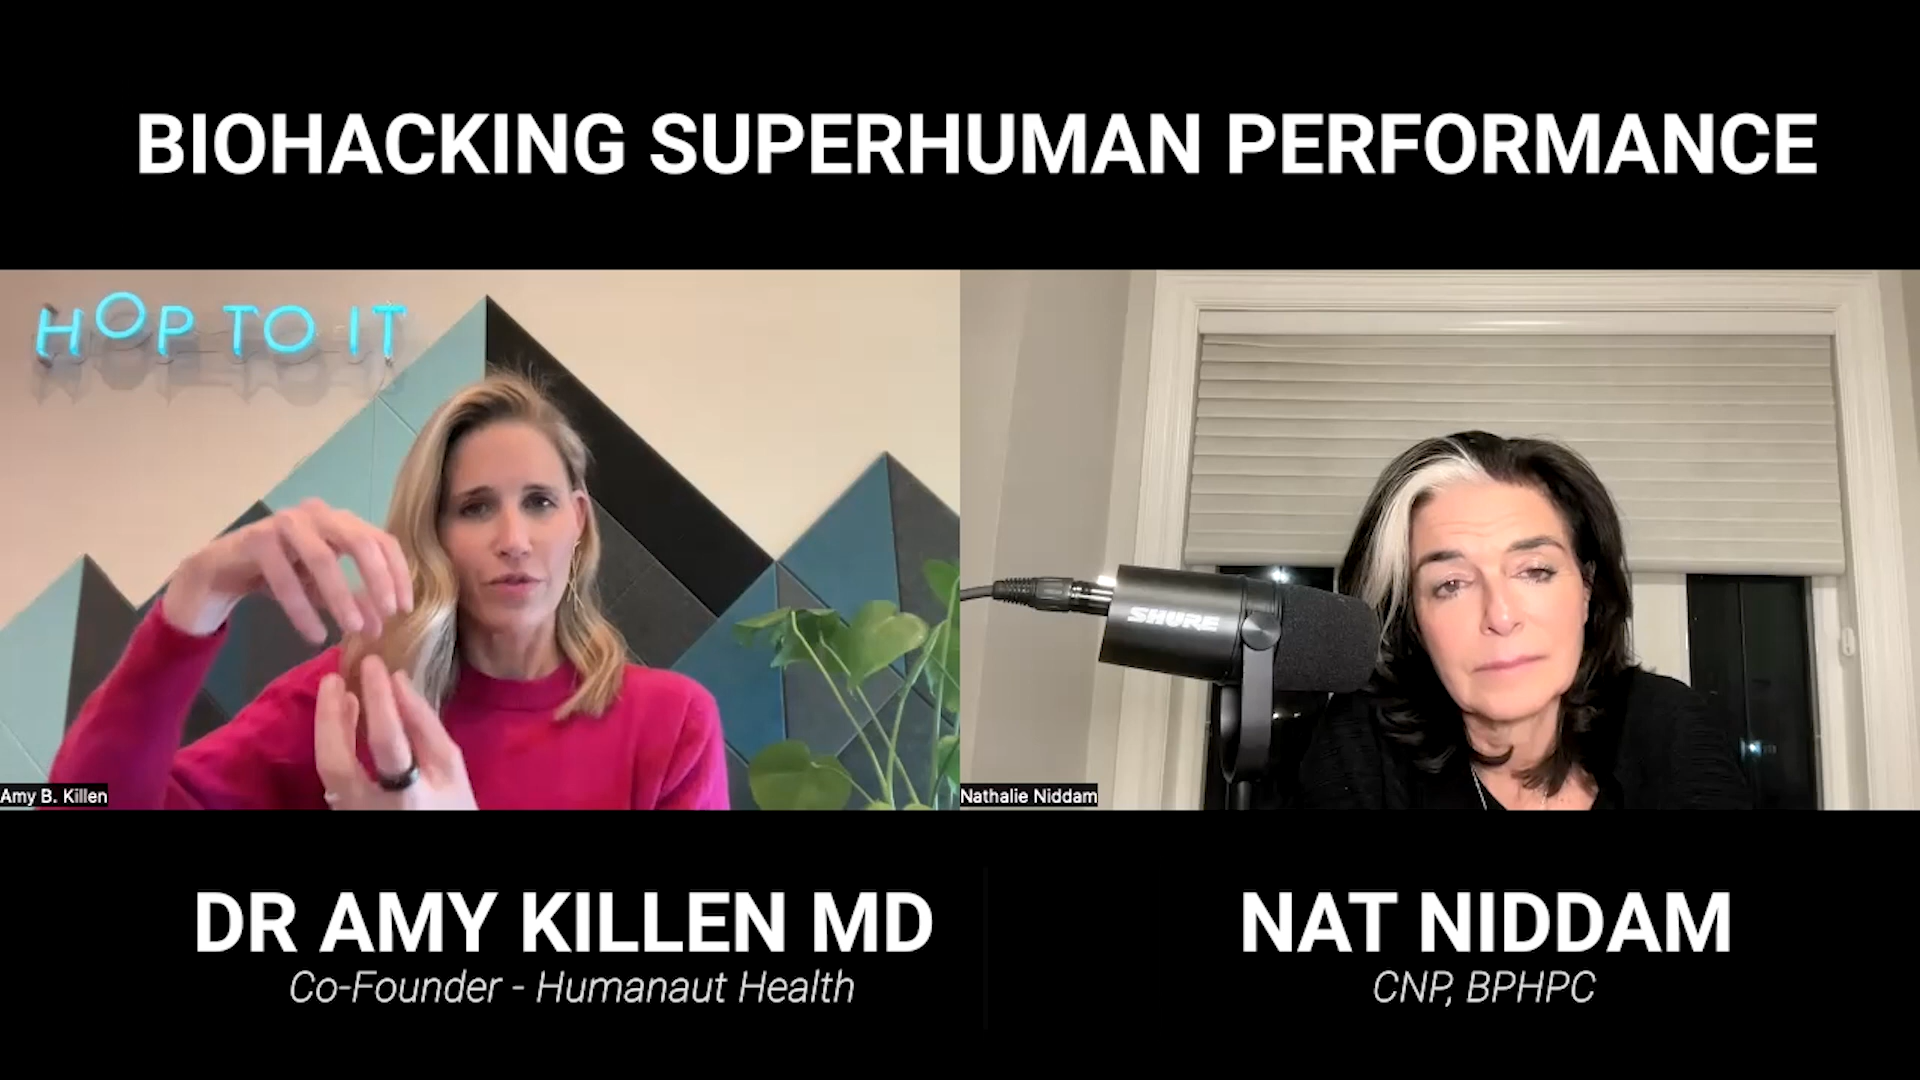 BIOHACKING SUPERHUMAN PERFORMANCE
HOP TO IT
SHURE
Amy B. Killen
Nathalie Niddam
DR AMY KILLEN MD
Co-Founder - Humanaut Health
NAT NIDDAM
CNP, BPHPC